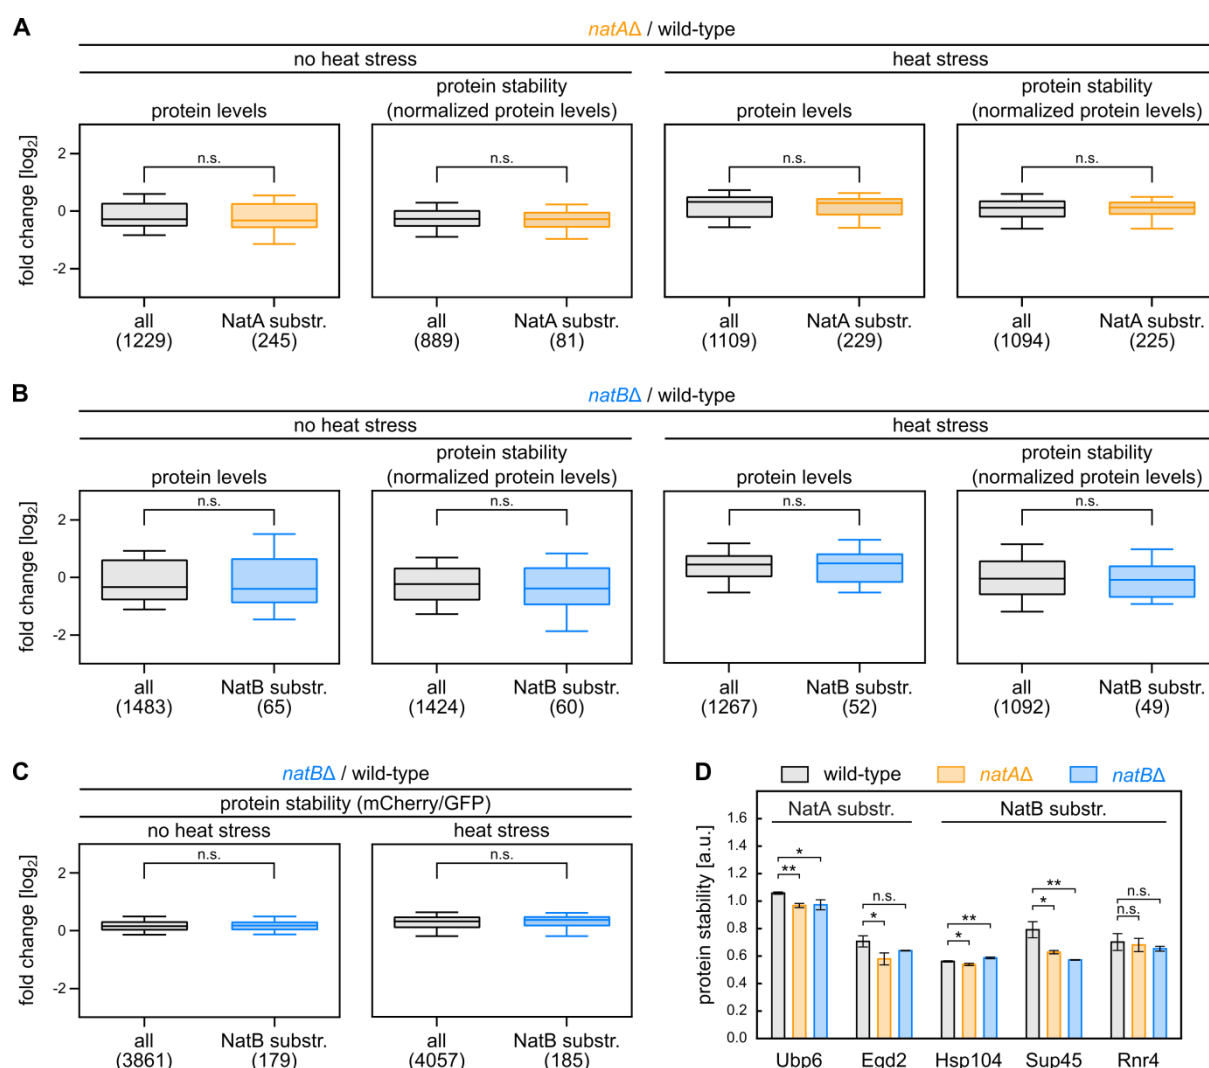 A
natAΔ / wild-type
no heat stress
heat stress
protein levels
protein stability
(normalized protein levels)
protein levels
protein stability
(normalized protein levels)
fold change [log2]
2
0
-2
n.s.
n.s.
n.s.
n.s.
all
(1229)
NatA substr.
(245)
all
(889)
NatA substr.
(81)
all
(1109)
NatA substr.
(229)
all
(1094)
NatA substr.
(225)
B
natBΔ / wild-type
no heat stress
heat stress
protein levels
protein stability
(normalized protein levels)
protein levels
protein stability
(normalized protein levels)
fold change [log2]
2
0
-2
n.s.
n.s.
n.s.
n.s.
all
(1483)
NatB substr.
(65)
all
(1424)
NatB substr.
(60)
all
(1267)
NatB substr.
(52)
all
(1092)
NatB substr.
(49)
C
natBΔ / wild-type
protein stability (mCherry/GFP)
no heat stress
heat stress
fold change [log2]
2
0
-2
n.s.
n.s.
all
(3861)
NatB substr.
(179)
all
(4057)
NatB substr.
(185)
D
wild-type
natAΔ
natBΔ
NatA substr.
NatB substr.
protein stability [a.u.]
1.6
1.4
1.2
1.0
0.8
0.6
0.4
0.2
0.0
*
**
n.s.
*
**
*
**
*
n.s.
n.s.
Ubp6
Egd2
Hsp104
Sup45
Rnr4